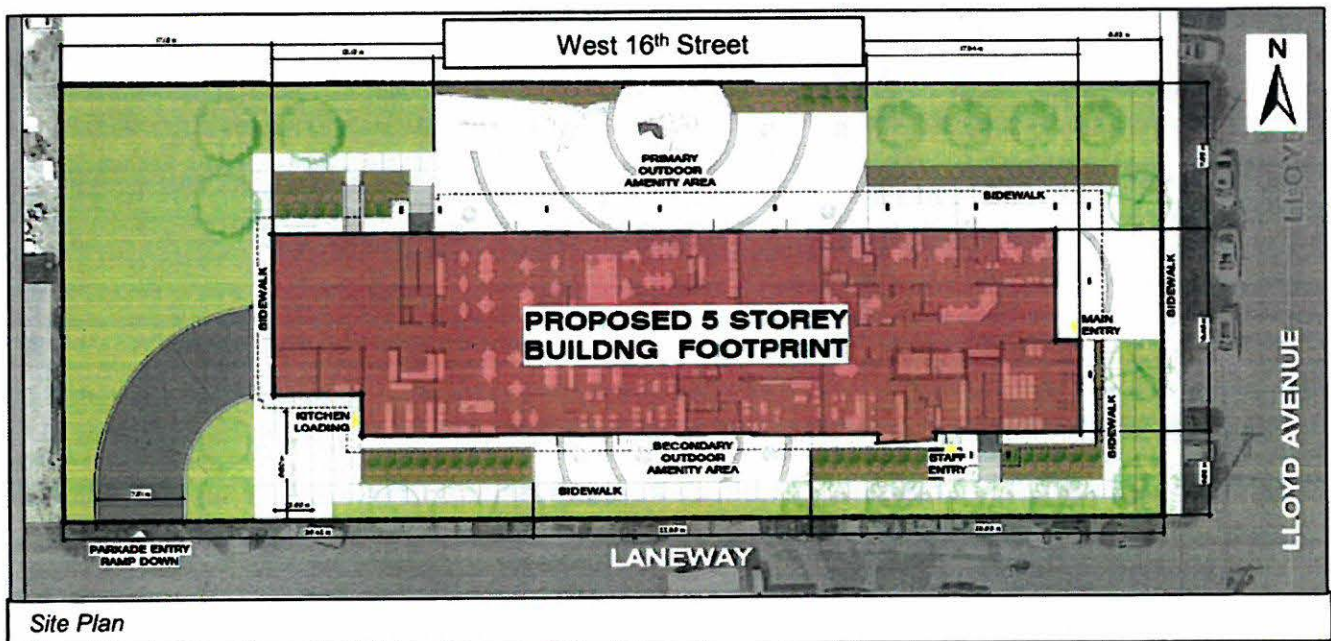 West 16th Street
N
PRIMARY
OUTDOOR
AMENITY AREA
SIDEWALK
SIDEWALK
SIDEWALK
PROPOSED 5 STOREY
BUILDNG FOOTPRINT
MAIN
ENTRY
KITCHEN
LOADING
SECONDARY
OUTDOOR
AMENITY AREA
STAFF
ENTRY
SIDEWALK
SIDEWALK
LLOYD AVENUE
LLOYD
PARKADE ENTRY
RAMP DOWN
LANEWAY
Site Plan